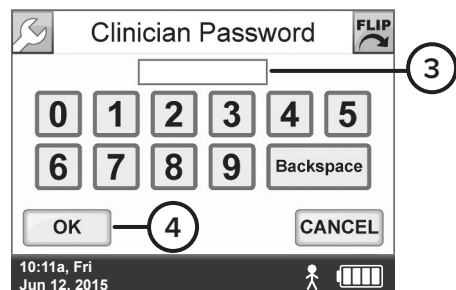 Clinician Password FLIP
3
0 1 2 3 4 5
6 7 8 9 Backspace
OK 4 CANCEL
10:11a, Fri
Jun 12, 2015